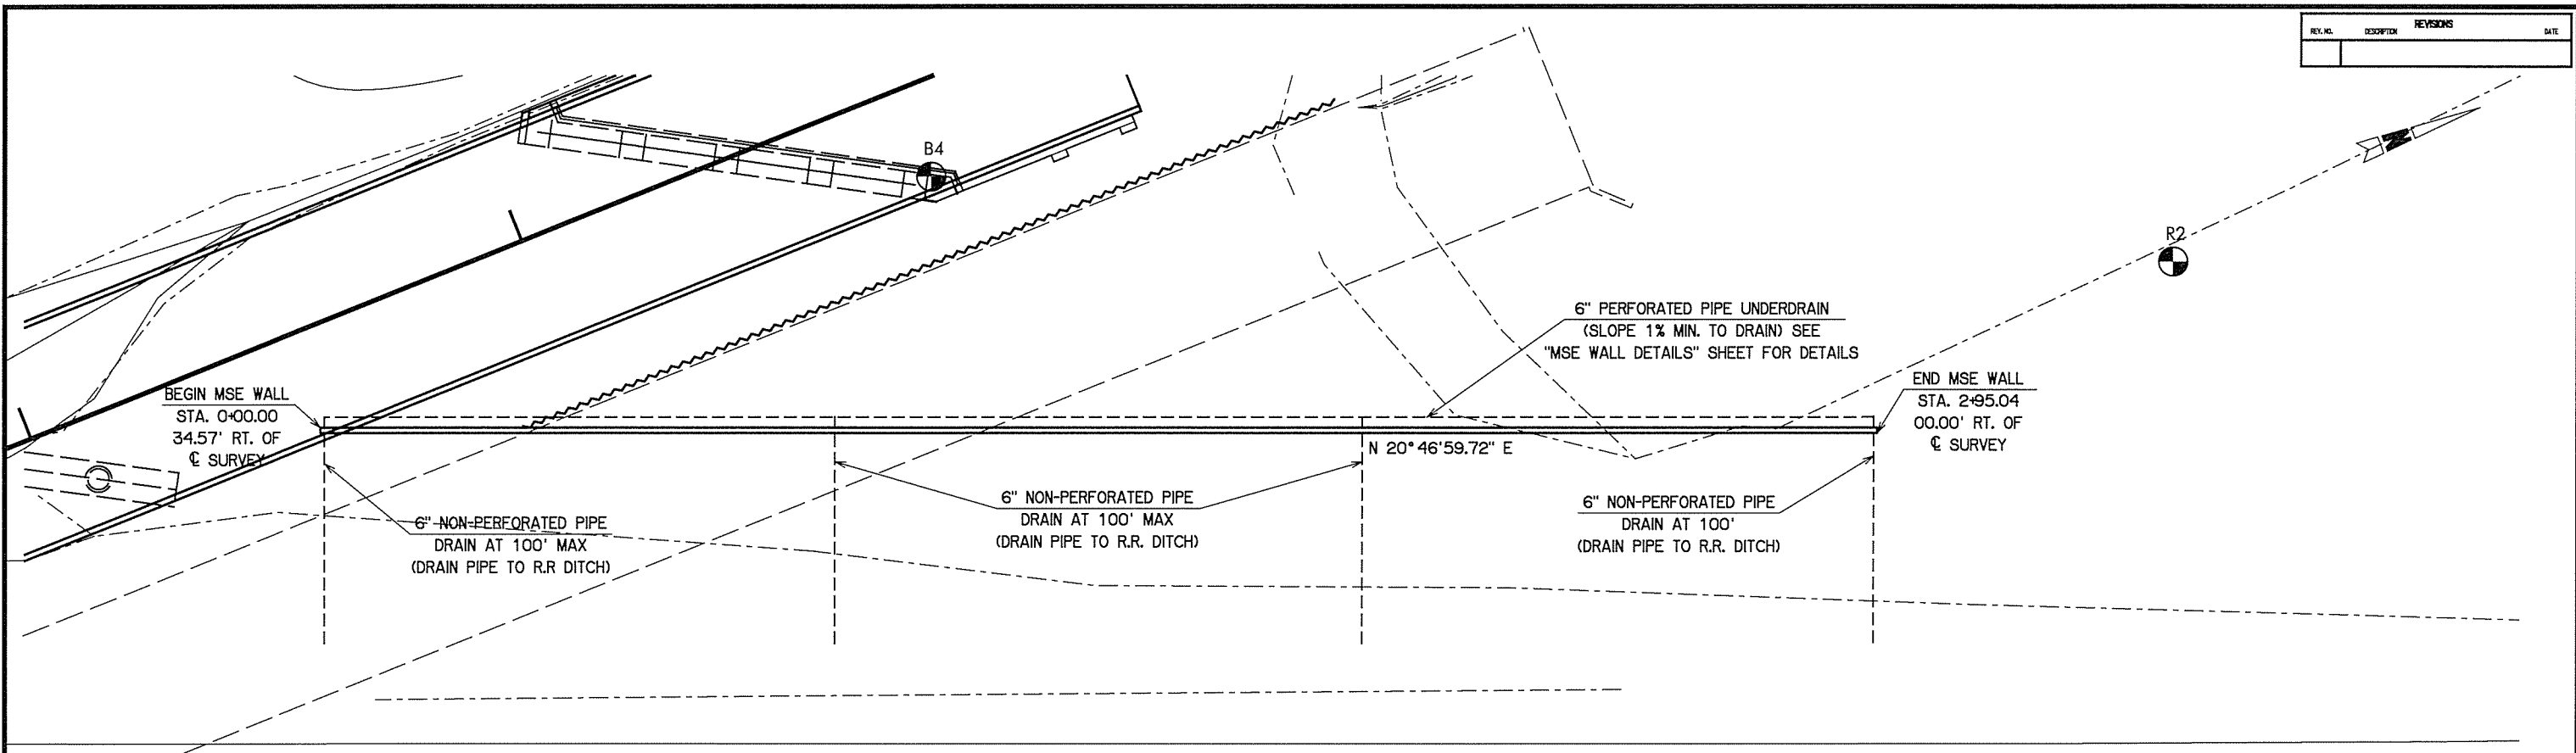 REVISIONS
REV. NO. DESCRIPTION DATE
B4
N
R2
6" PERFORATED PIPE UNDERDRAIN
(SLOPE 1% MIN. TO DRAIN) SEE
"MSE WALL DETAILS" SHEET FOR DETAILS
BEGIN MSE WALL
STA. 0+00.00
34.57' RT. OF
℄ SURVEY
END MSE WALL
STA. 2+95.04
00.00' RT. OF
℄ SURVEY
N 20°46'59.72" E
6" NON-PERFORATED PIPE
DRAIN AT 100' MAX
(DRAIN PIPE TO R.R DITCH)
6" NON-PERFORATED PIPE
DRAIN AT 100' MAX
(DRAIN PIPE TO R.R. DITCH)
6" NON-PERFORATED PIPE
DRAIN AT 100'
(DRAIN PIPE TO R.R. DITCH)